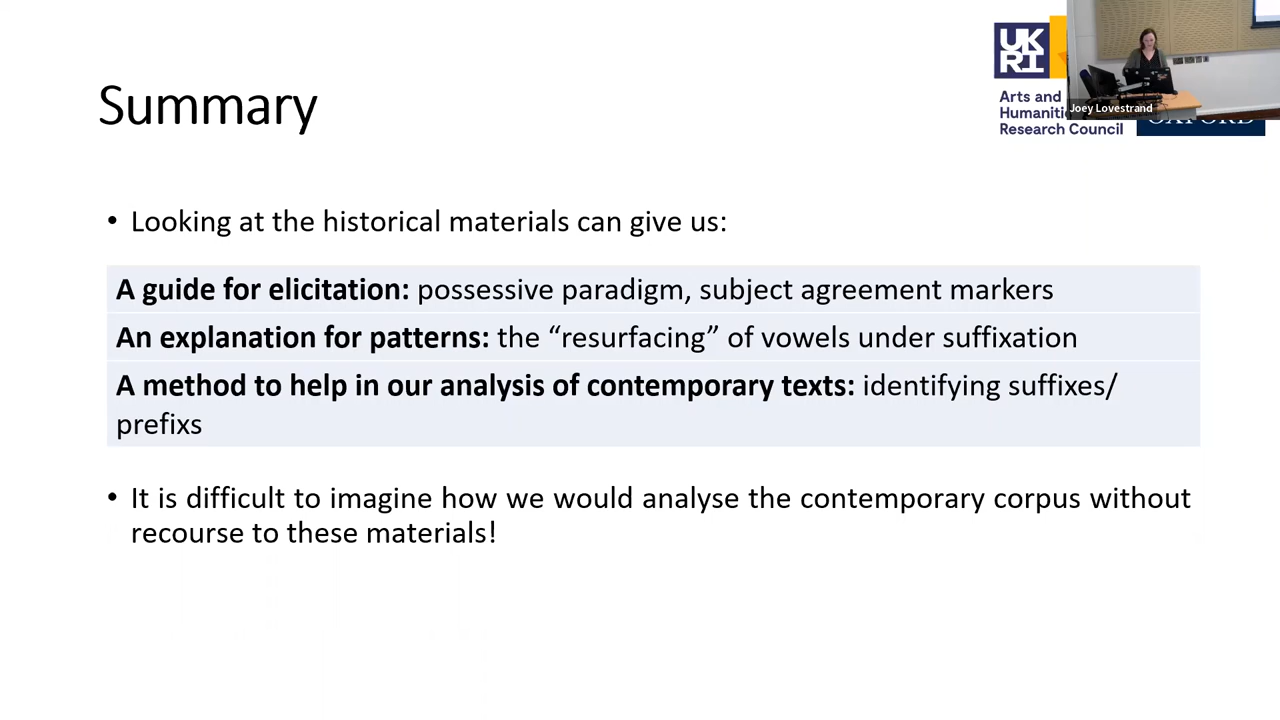 Summary
UK
RI
Arts and
Research Council
Joey Lovestrand
• Looking at the historical materials can give us:
A guide for elicitation: possessive paradigm, subject agreement markers
An explanation for patterns: the “resurfacing” of vowels under suffixation
A method to help in our analysis of contemporary texts: identifying suffixes/
prefixs
• It is difficult to imagine how we would analyse the contemporary corpus without
recourse to these materials!